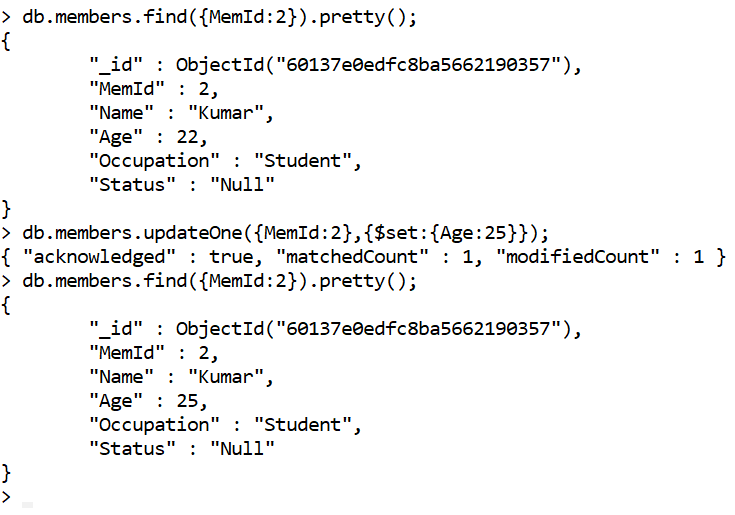 > db.members.find({MemId:2}).pretty();
{
        "_id" : ObjectId("60137e0edfc8ba5662190357"),
        "MemId" : 2,
        "Name" : "Kumar",
        "Age" : 22,
        "Occupation" : "Student",
        "Status" : "Null"
}
> db.members.updateOne({MemId:2},{$set:{Age:25}});
{ "acknowledged" : true, "matchedCount" : 1, "modifiedCount" : 1 }
> db.members.find({MemId:2}).pretty();
{
        "_id" : ObjectId("60137e0edfc8ba5662190357"),
        "MemId" : 2,
        "Name" : "Kumar",
        "Age" : 25,
        "Occupation" : "Student",
        "Status" : "Null"
}
>